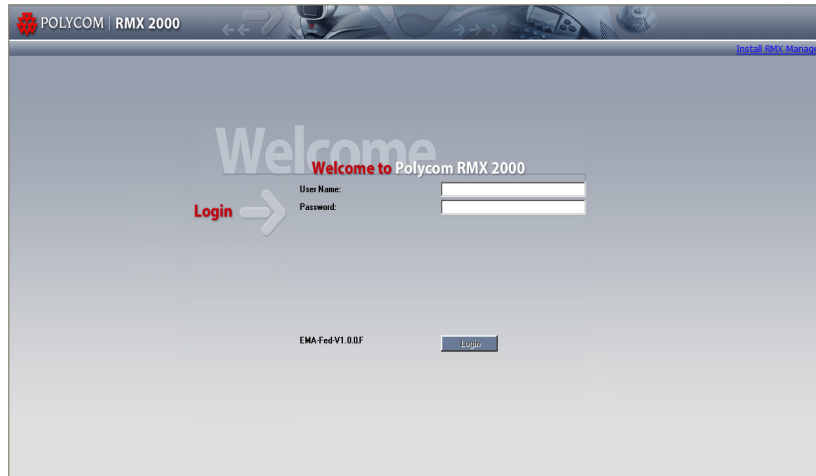 POLYCOM | RMX 2000
Install RMX Manage
Welcome
Welcome to Polycom RMX 2000
User Name:
Login
Password:
EMA-Fed-V1.0.0.F
Login